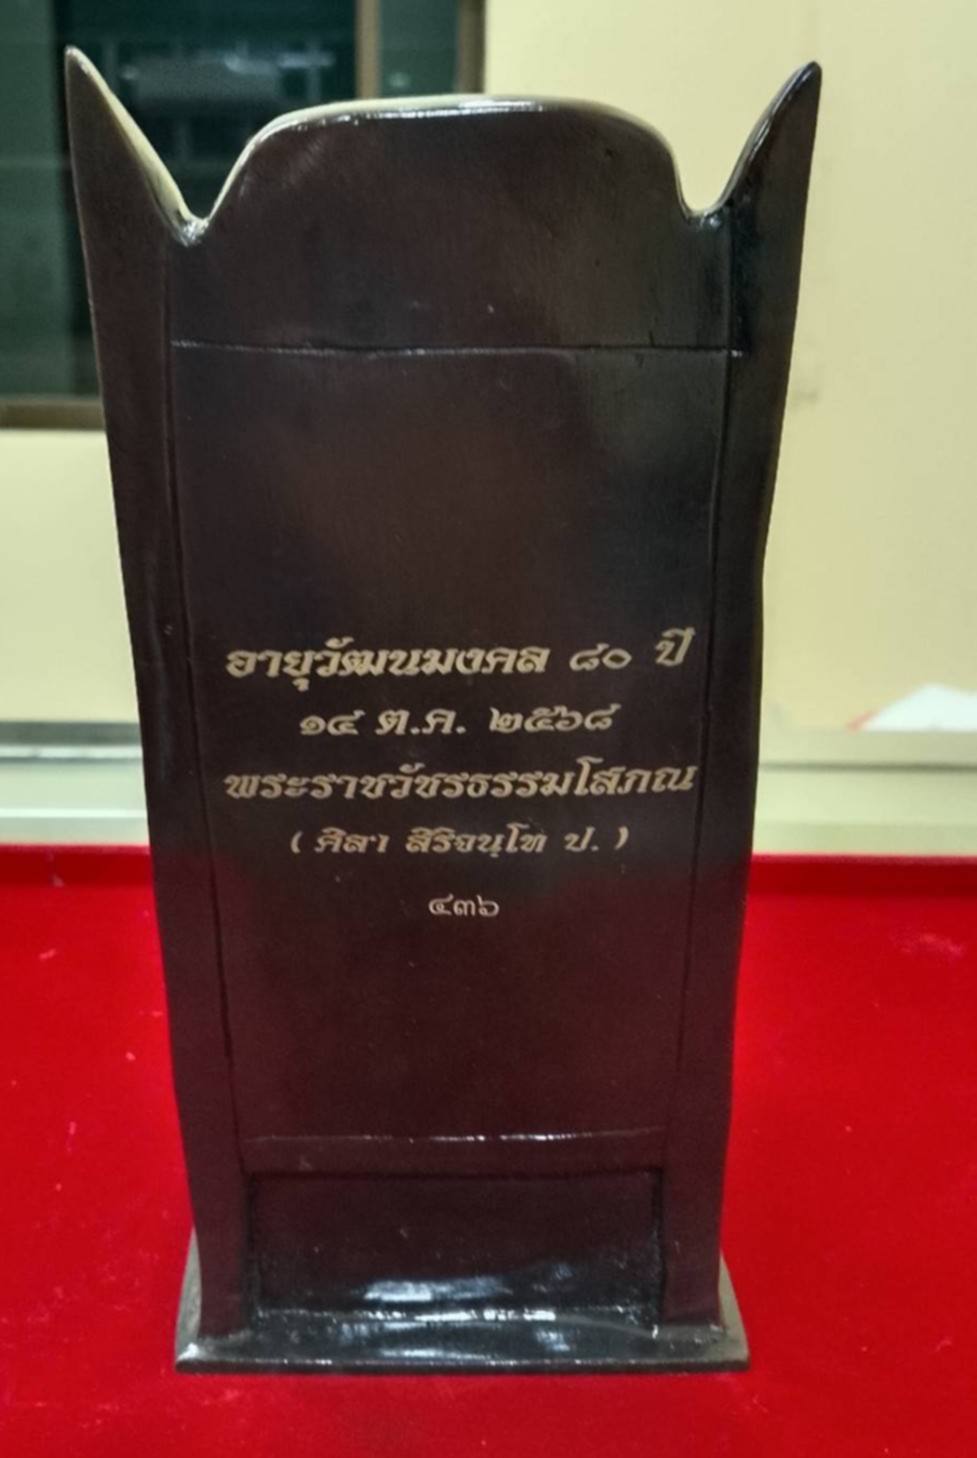 อายุวัฒนมงคล ๘๐ ปี
๑๔ ต.ค. ๒๕๖๘
พระราชวัชรธรรมโสภณ
( ศิลา สิริจนฺโท ป. )
๔๓๖